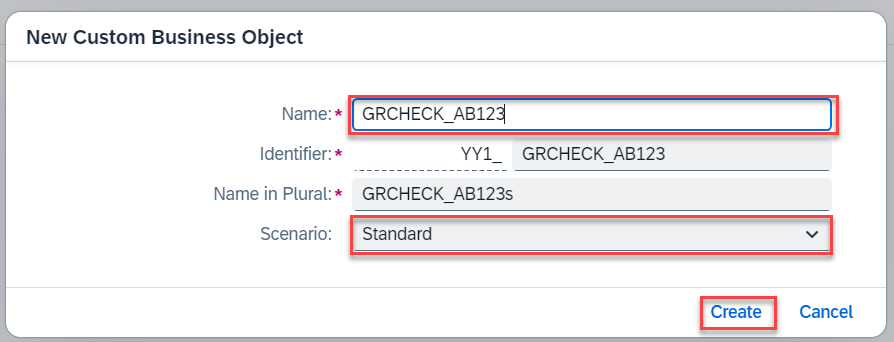 New Custom Business Object
Name:* GRCHECK_AB123
Identifier:* YY1_ GRCHECK_AB123
Name in Plural:* GRCHECK_AB123s
Scenario: Standard
Create Cancel